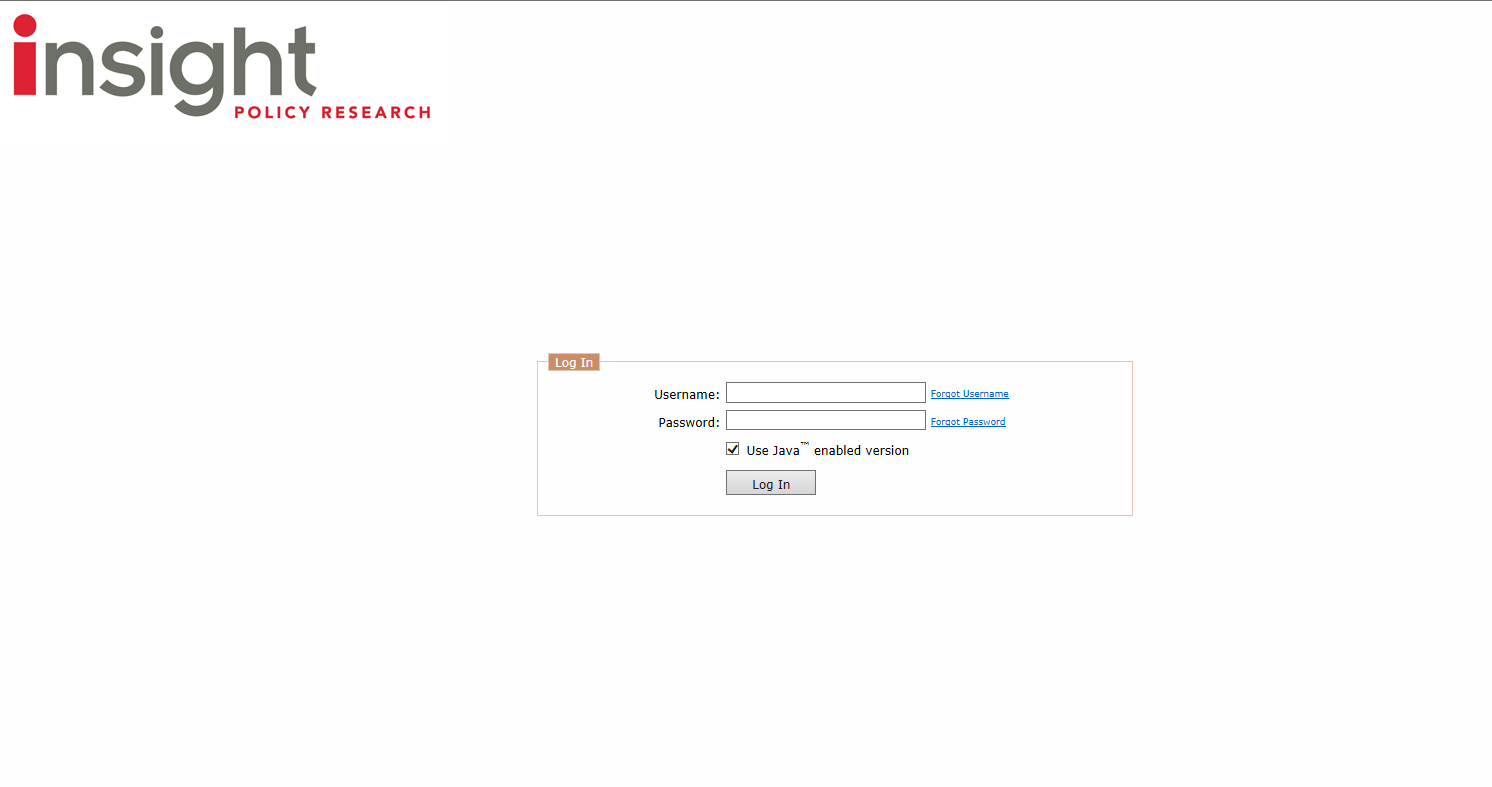 insight
POLICY RESEARCH
Log In
Username: Forgot Username
Password: Forgot Password
Use Java™ enabled version
Log In